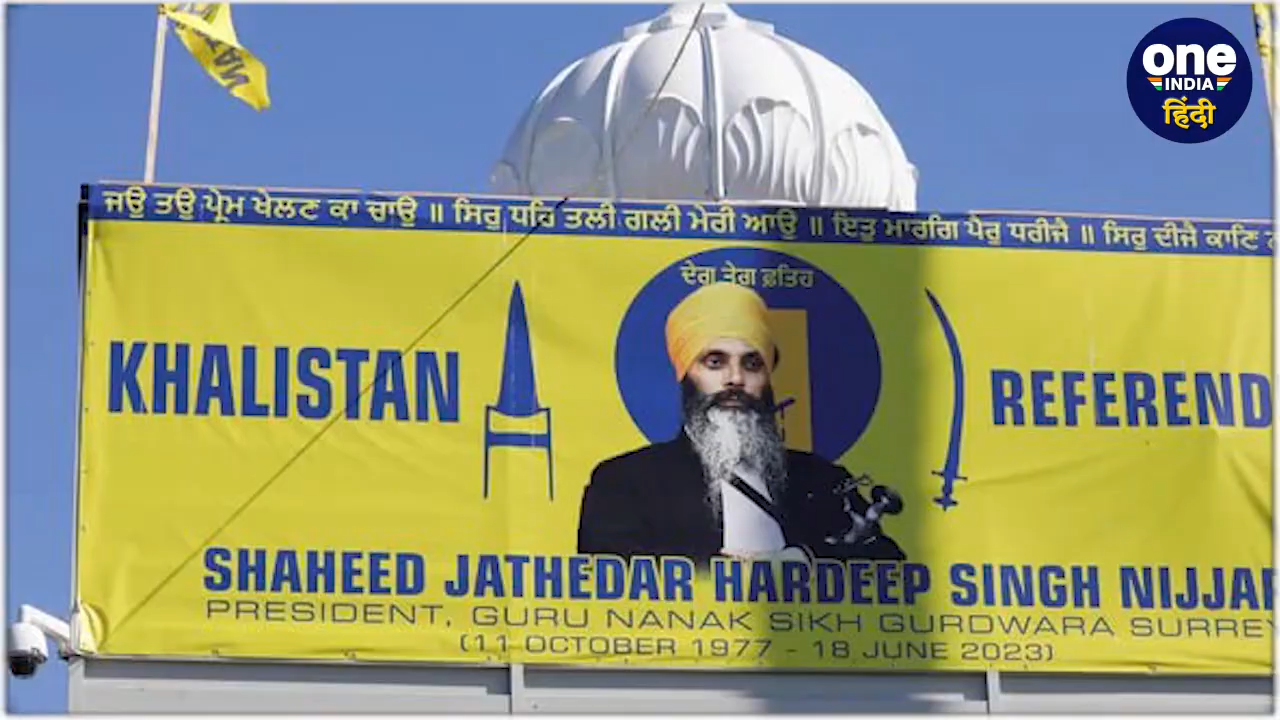 one
INDIA
हिंदी
ਜਉ ਤਉ ਪ੍ਰੇਮ ਖੇਲਣ ਕਾ ਚਾਉ ॥ ਸਿਰੁ ਧਹਿ ਤਲੀ ਗਲੀ ਮੇਰੀ ਆਉ ॥ ਇਤੁ ਮਾਰਗਿ ਪੈਰੁ ਧਰੀਜੈ ॥ ਸਿਰੁ ਦੀਜੈ ਕਾਣਿ
ਦੇਗ ਤੇਗ ਫ਼ਤਿਹ
KHALISTAN REFEREND
SHAHEED JATHEDAR HARDEEP SINGH NIJJAR
PRESIDENT, GURU NANAK SIKH GURDWARA SURREY
(11 OCTOBER 1977 - 18 JUNE 2023)